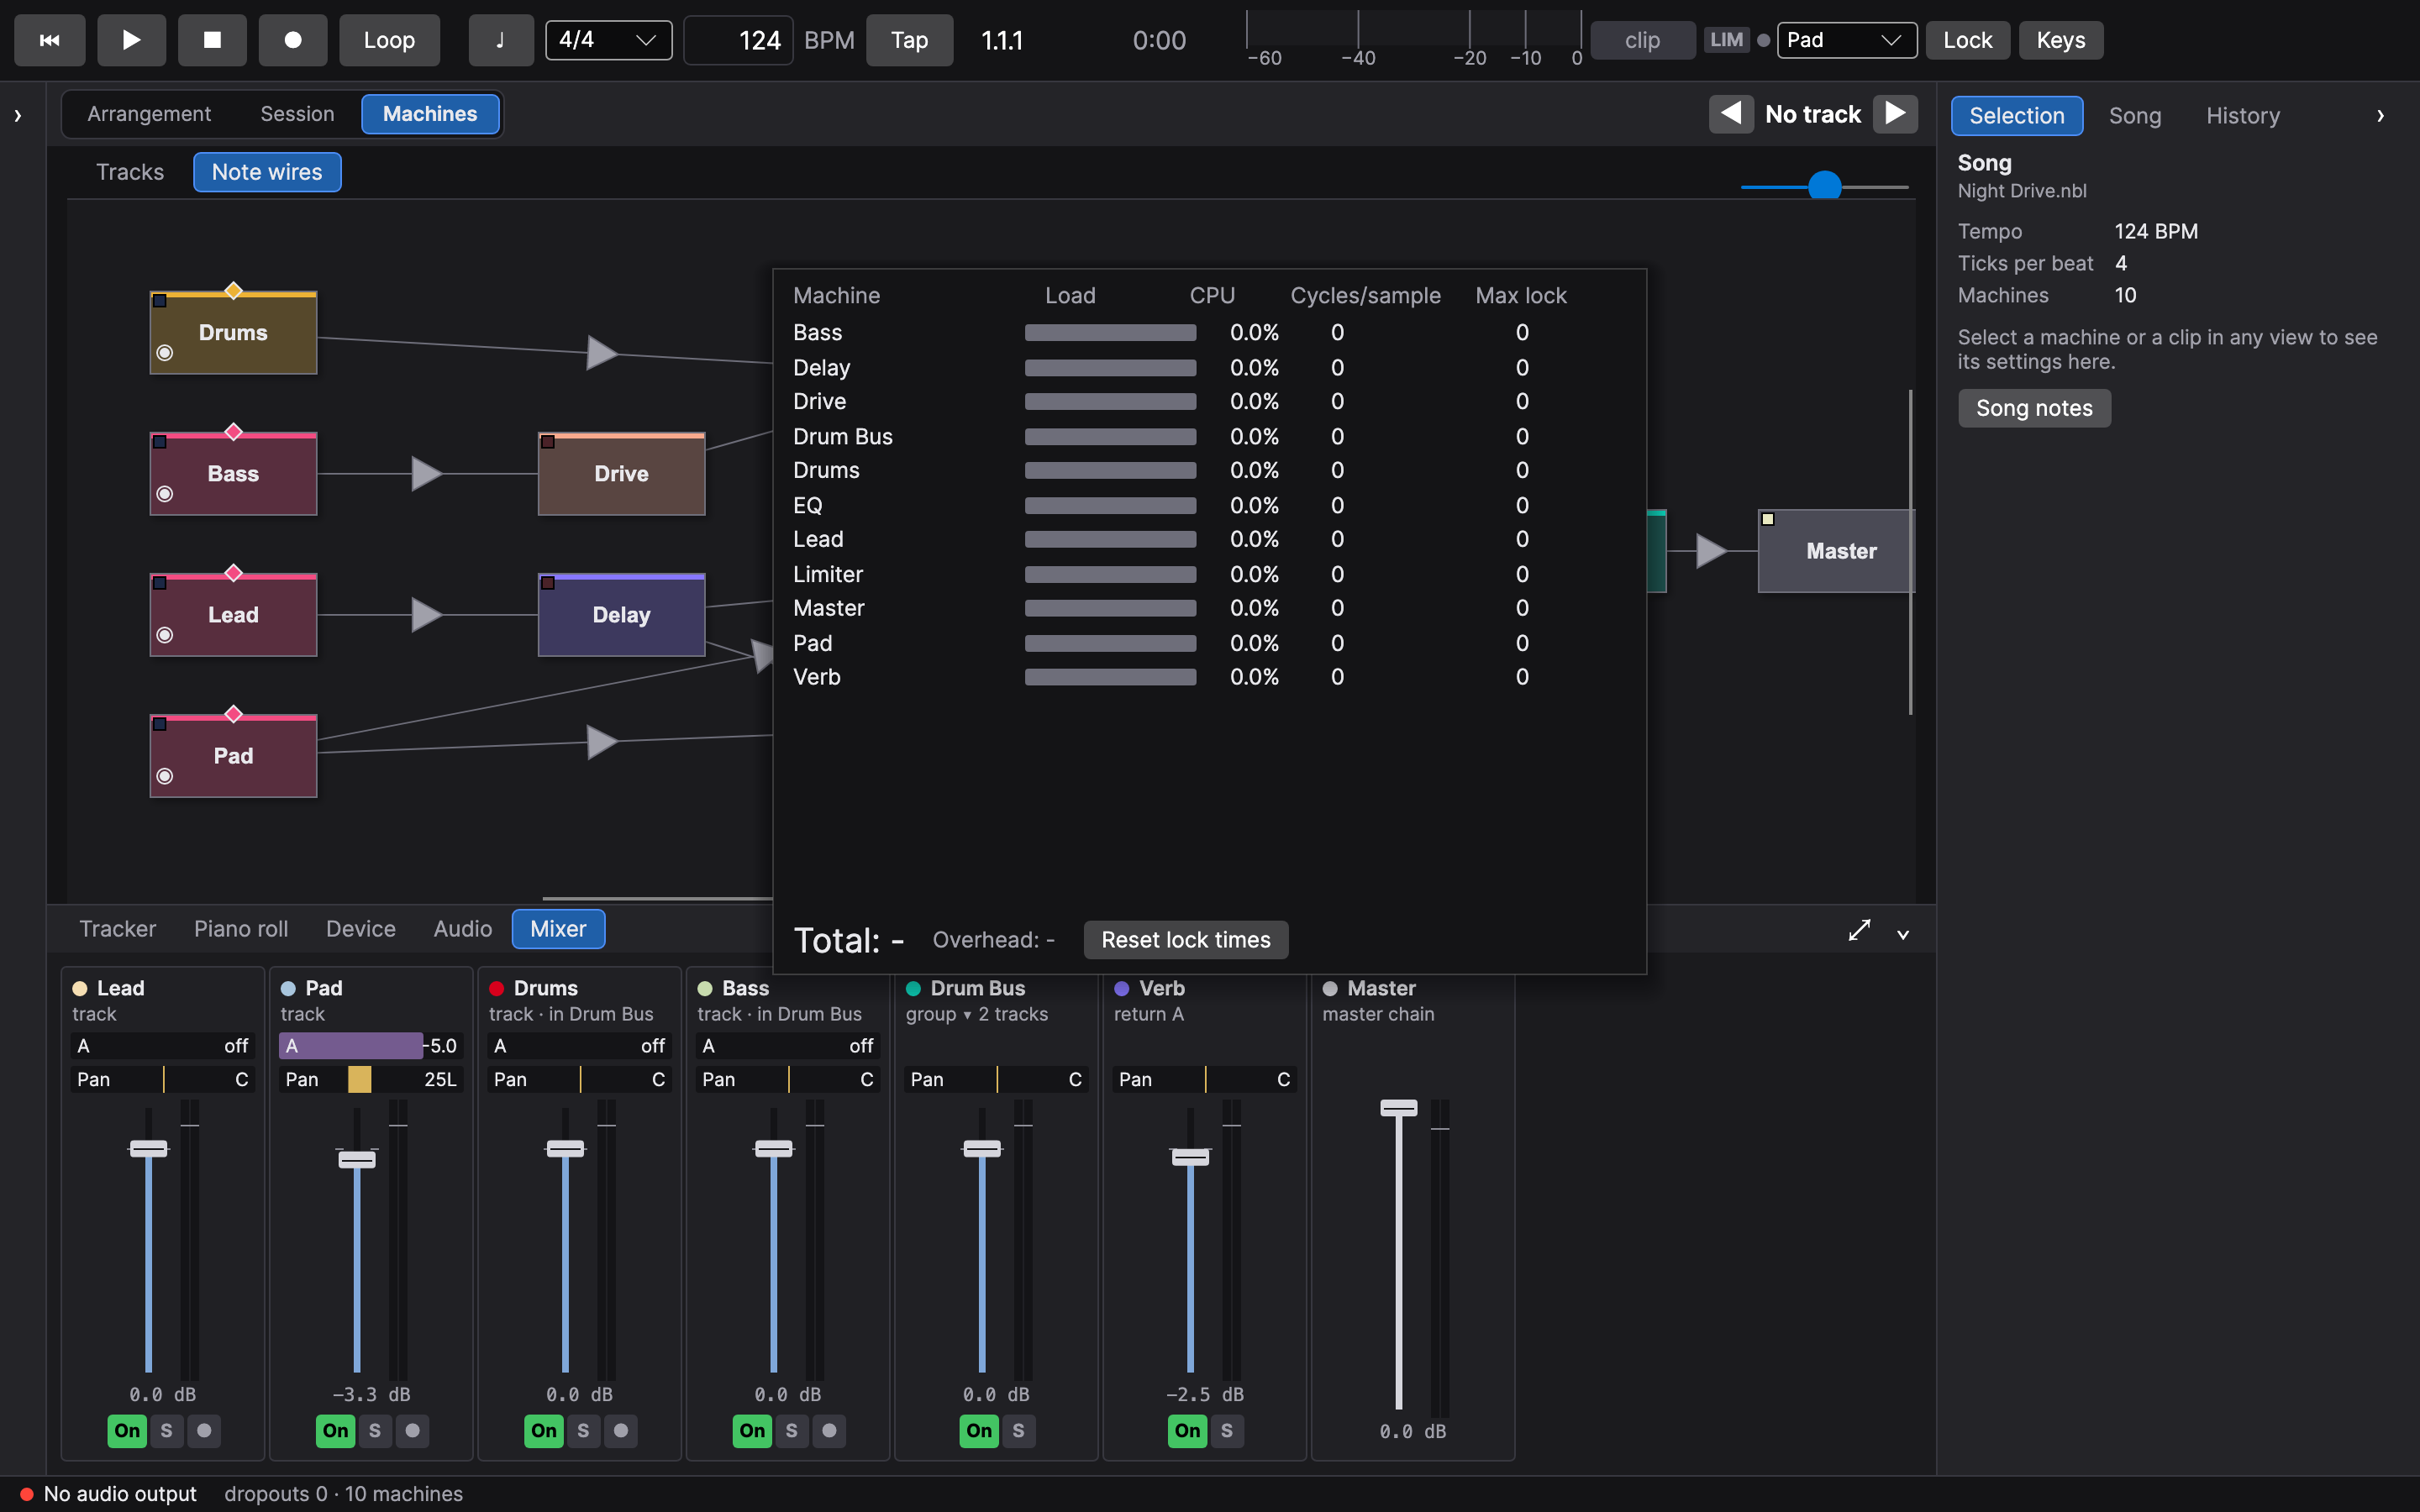 Loop
4/4
124 BPM
Tap
1.1.1
0:00
−60 −40 −20 −10 0
clip
LIM
Pad
Lock
Keys
Arrangement Session Machines
No track
Selection Song History
Tracks Note wires
Song
Night Drive.nbl
Tempo 124 BPM
Ticks per beat 4
Machines 10
Select a machine or a clip in any view to see
its settings here.
Song notes
Drums
Bass
Drive
Lead
Delay
Pad
Master
Machine Load CPU Cycles/sample Max lock
Bass 0.0% 0 0
Delay 0.0% 0 0
Drive 0.0% 0 0
Drum Bus 0.0% 0 0
Drums 0.0% 0 0
EQ 0.0% 0 0
Lead 0.0% 0 0
Limiter 0.0% 0 0
Master 0.0% 0 0
Pad 0.0% 0 0
Verb 0.0% 0 0
Total: - Overhead: - Reset lock times
Tracker Piano roll Device Audio Mixer
Lead
track
A off
Pan C
0.0 dB
On S
Pad
track
A -5.0
Pan 25L
−3.3 dB
On S
Drums
track · in Drum Bus
A off
Pan C
0.0 dB
On S
Bass
track · in Drum Bus
A off
Pan C
0.0 dB
On S
Drum Bus
group ▾ 2 tracks
Pan C
0.0 dB
On S
Verb
return A
Pan C
−2.5 dB
On S
Master
master chain
0.0 dB
No audio output dropouts 0 · 10 machines